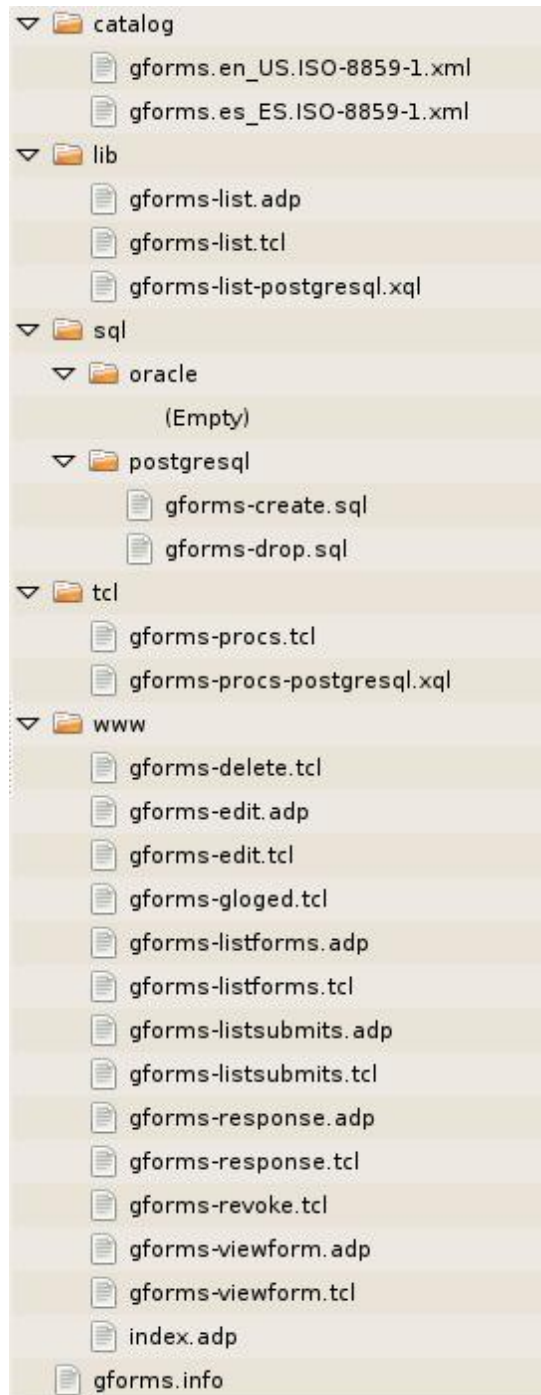 catalog
gforms.en_US.ISO-8859-1.xml
gforms.es_ES.ISO-8859-1.xml
lib
gforms-list.adp
gforms-list.tcl
gforms-list-postgresql.xql
sql
oracle
(Empty)
postgresql
gforms-create.sql
gforms-drop.sql
tcl
gforms-procs.tcl
gforms-procs-postgresql.xql
www
gforms-delete.tcl
gforms-edit.adp
gforms-edit.tcl
gforms-gloged.tcl
gforms-listforms.adp
gforms-listforms.tcl
gforms-listsubmits.adp
gforms-listsubmits.tcl
gforms-response.adp
gforms-response.tcl
gforms-revoke.tcl
gforms-viewform.adp
gforms-viewform.tcl
index.adp
gforms.info